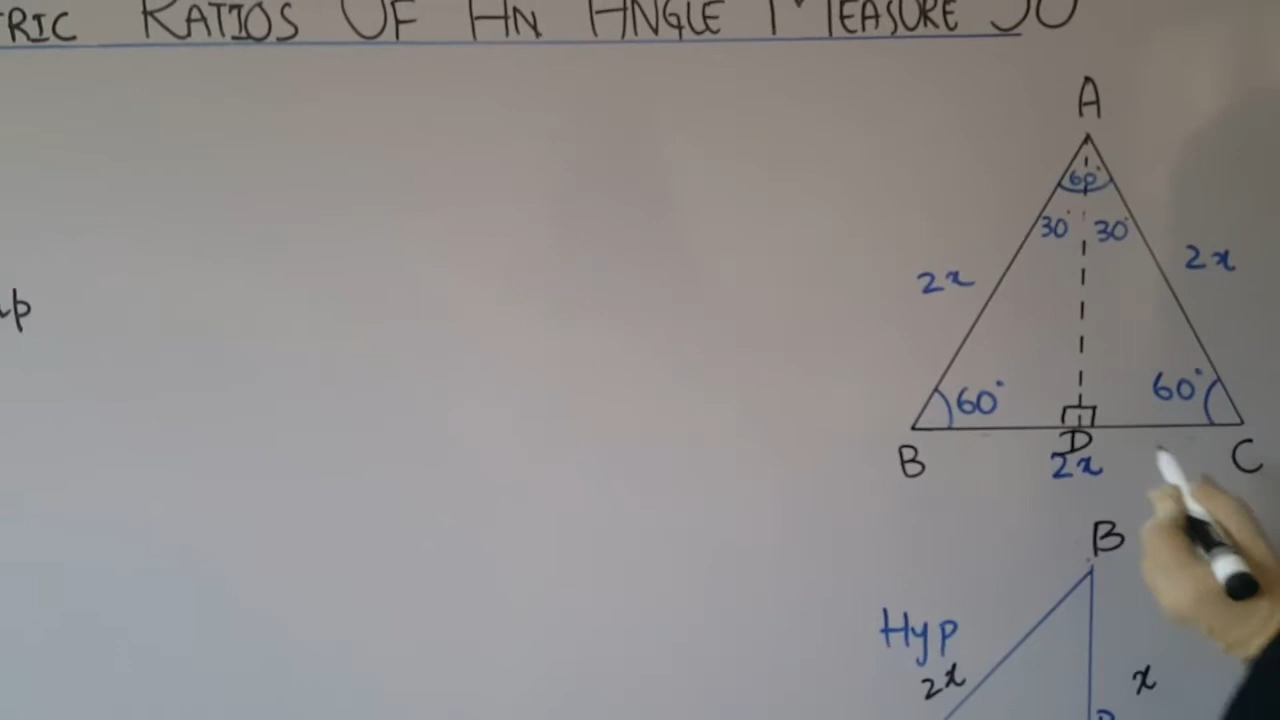 RIC RATIOS OF AN ANGLE MEASURE 30
A
60°
30° 30°
2x 2x
60° 60°
B D C
2x
B
Hyp
2x x